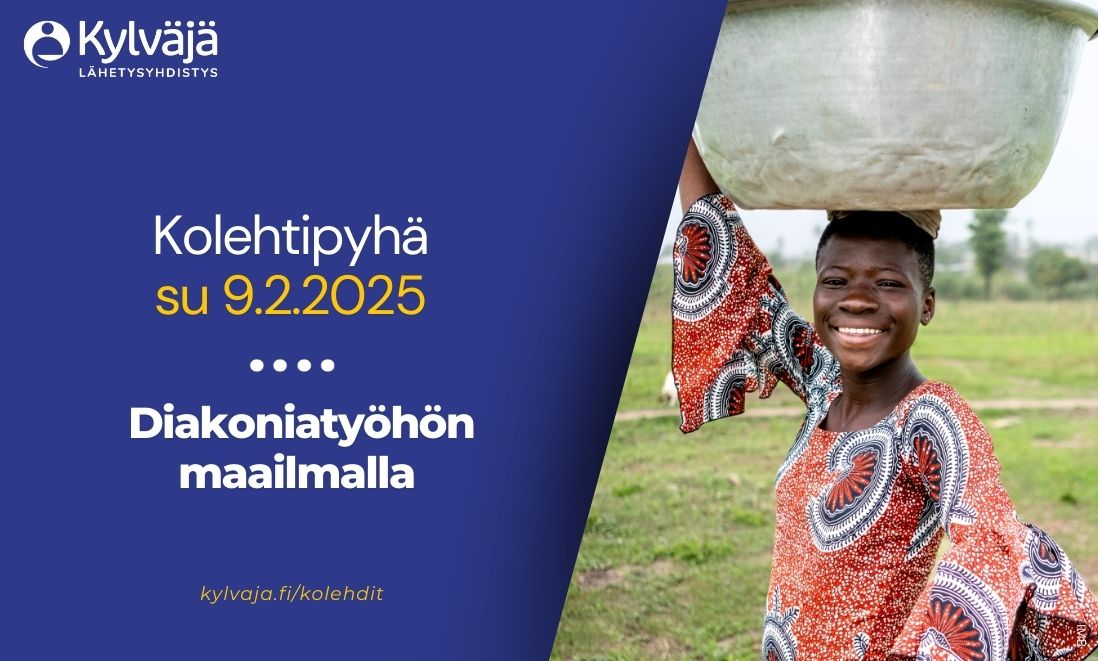 Kylväjä
LÄHETYSYHDISTYS
Kolehtipyhä
su 9.2.2025
Diakoniatyöhön
maailmalla
kylvaja.fi/kolehdit